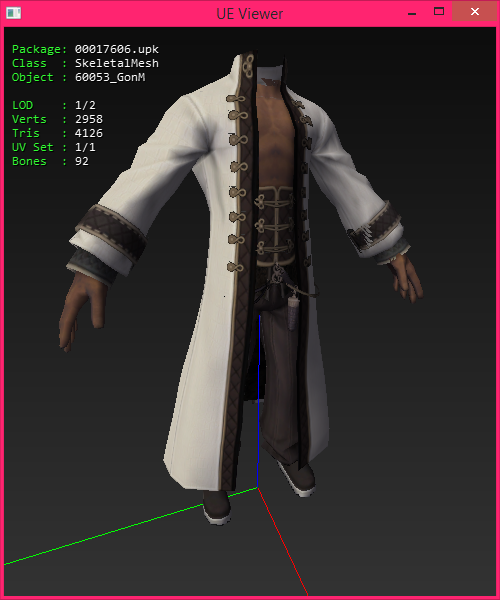 UE Viewer
Package: 00017606.upk
Class : SkeletalMesh
Object : 60053_GonM
LOD : 1/2
Verts : 2958
Tris : 4126
UV Set : 1/1
Bones : 92